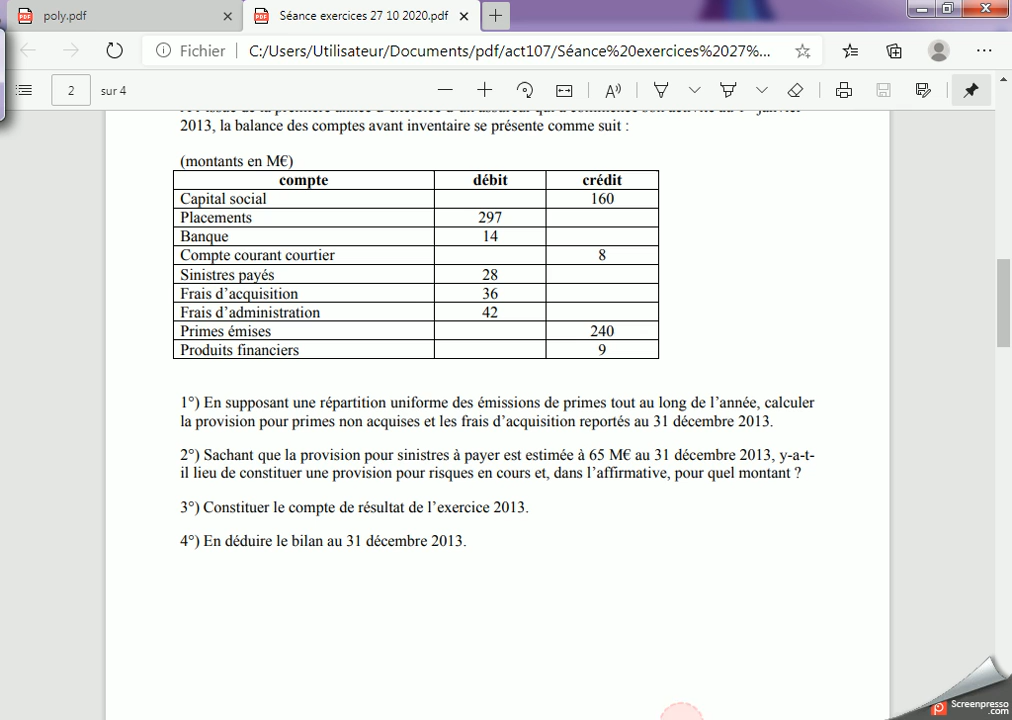 poly.pdf
Séance exercices 27 10 2020.pdf
Fichier C:/Users/Utilisateur/Documents/pdf/act107/Séance%20exercices%2027%...
2 sur 4
2013, la balance des comptes avant inventaire se présente comme suit :
(montants en M€)
compte débit crédit
Capital social 160
Placements 297
Banque 14
Compte courant courtier 8
Sinistres payés 28
Frais d'acquisition 36
Frais d'administration 42
Primes émises 240
Produits financiers 9
1°) En supposant une répartition uniforme des émissions de primes tout au long de l'année, calculer
la provision pour primes non acquises et les frais d'acquisition reportés au 31 décembre 2013.
2°) Sachant que la provision pour sinistres à payer est estimée à 65 M€ au 31 décembre 2013, y-a-t-
il lieu de constituer une provision pour risques en cours et, dans l'affirmative, pour quel montant ?
3°) Constituer le compte de résultat de l'exercice 2013.
4°) En déduire le bilan au 31 décembre 2013.
Screenpresso
.com